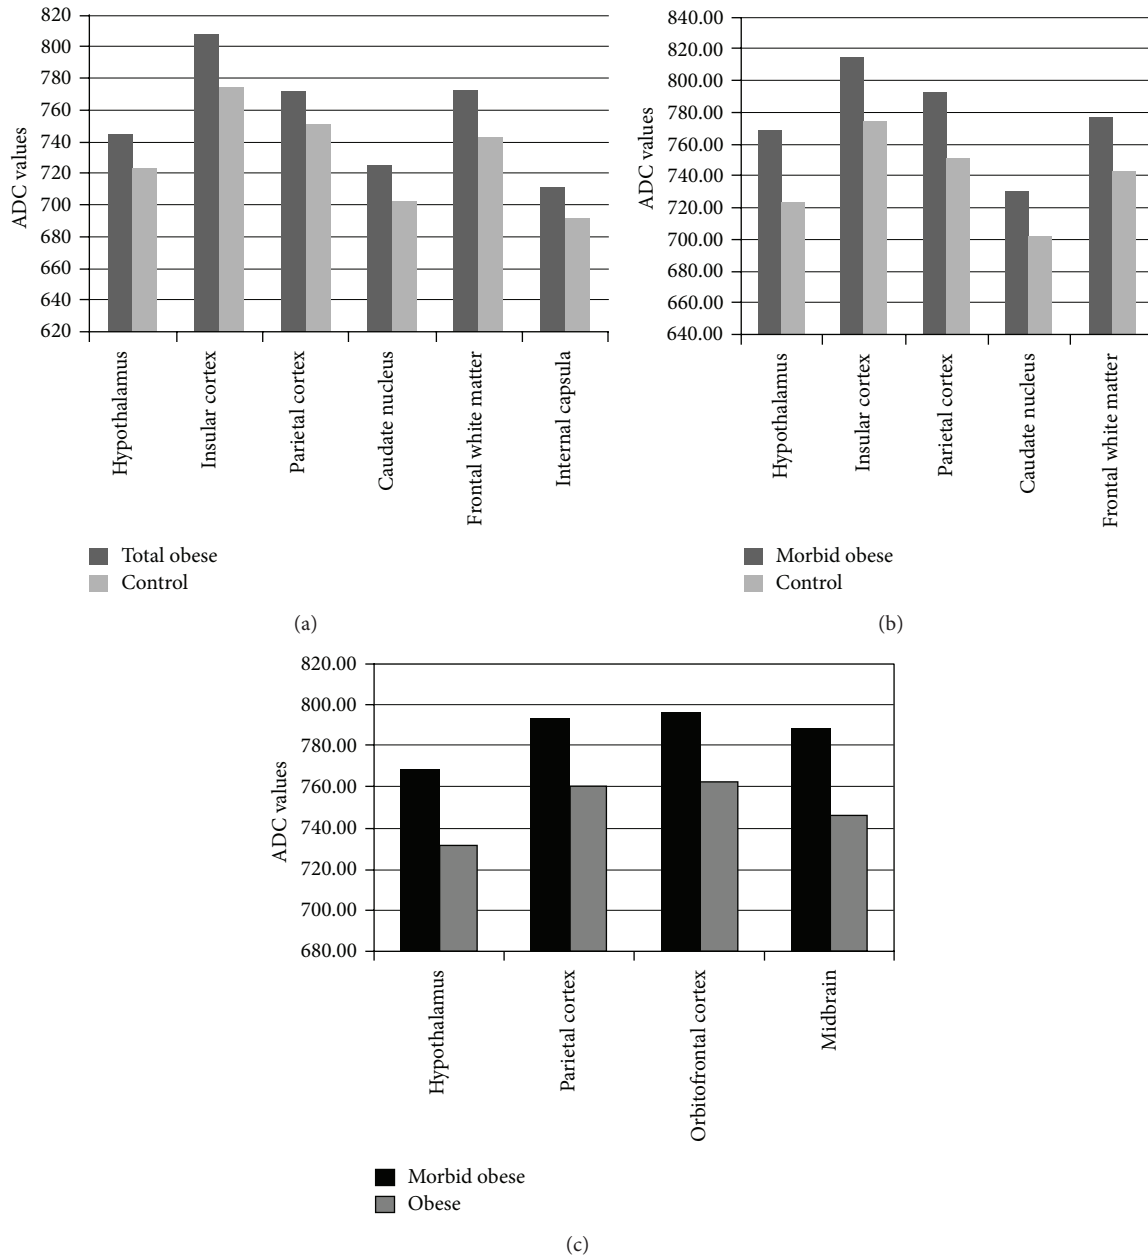 820
800
780
760
740
720
700
680
660
640
620
ADC values
Hypothalamus
Insular cortex
Parietal cortex
Caudate nucleus
Frontal white matter
Internal capsula
Total obese
Control
(a)
840.00
820.00
800.00
780.00
760.00
740.00
720.00
700.00
680.00
660.00
640.00
ADC values
Hypothalamus
Insular cortex
Parietal cortex
Caudate nucleus
Frontal white matter
Morbid obese
Control
(b)
820.00
800.00
780.00
760.00
740.00
720.00
700.00
680.00
ADC values
Hypothalamus
Parietal cortex
Orbitofrontal cortex
Midbrain
Morbid obese
Obese
(c)